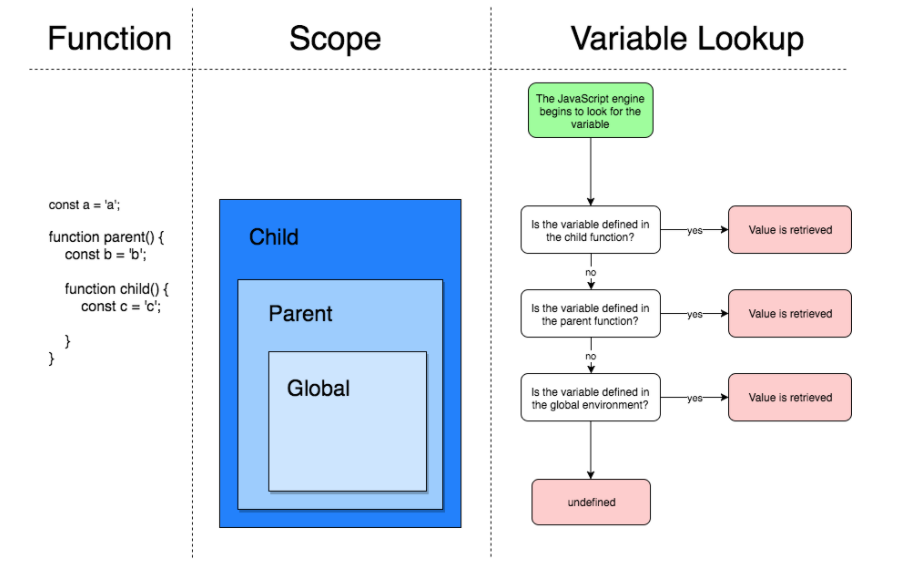 Function
Scope
Variable Lookup
const a = 'a';
function parent() {
const b = 'b';
function child() {
const c = 'c';
}
}
Child
Parent
Global
The JavaScript engine
begins to look for the
variable
Is the variable defined in
the child function?
yes
Value is retrieved
no
Is the variable defined in
the parent function?
yes
Value is retrieved
no
Is the variable defined in
the global environment?
yes
Value is retrieved
undefined